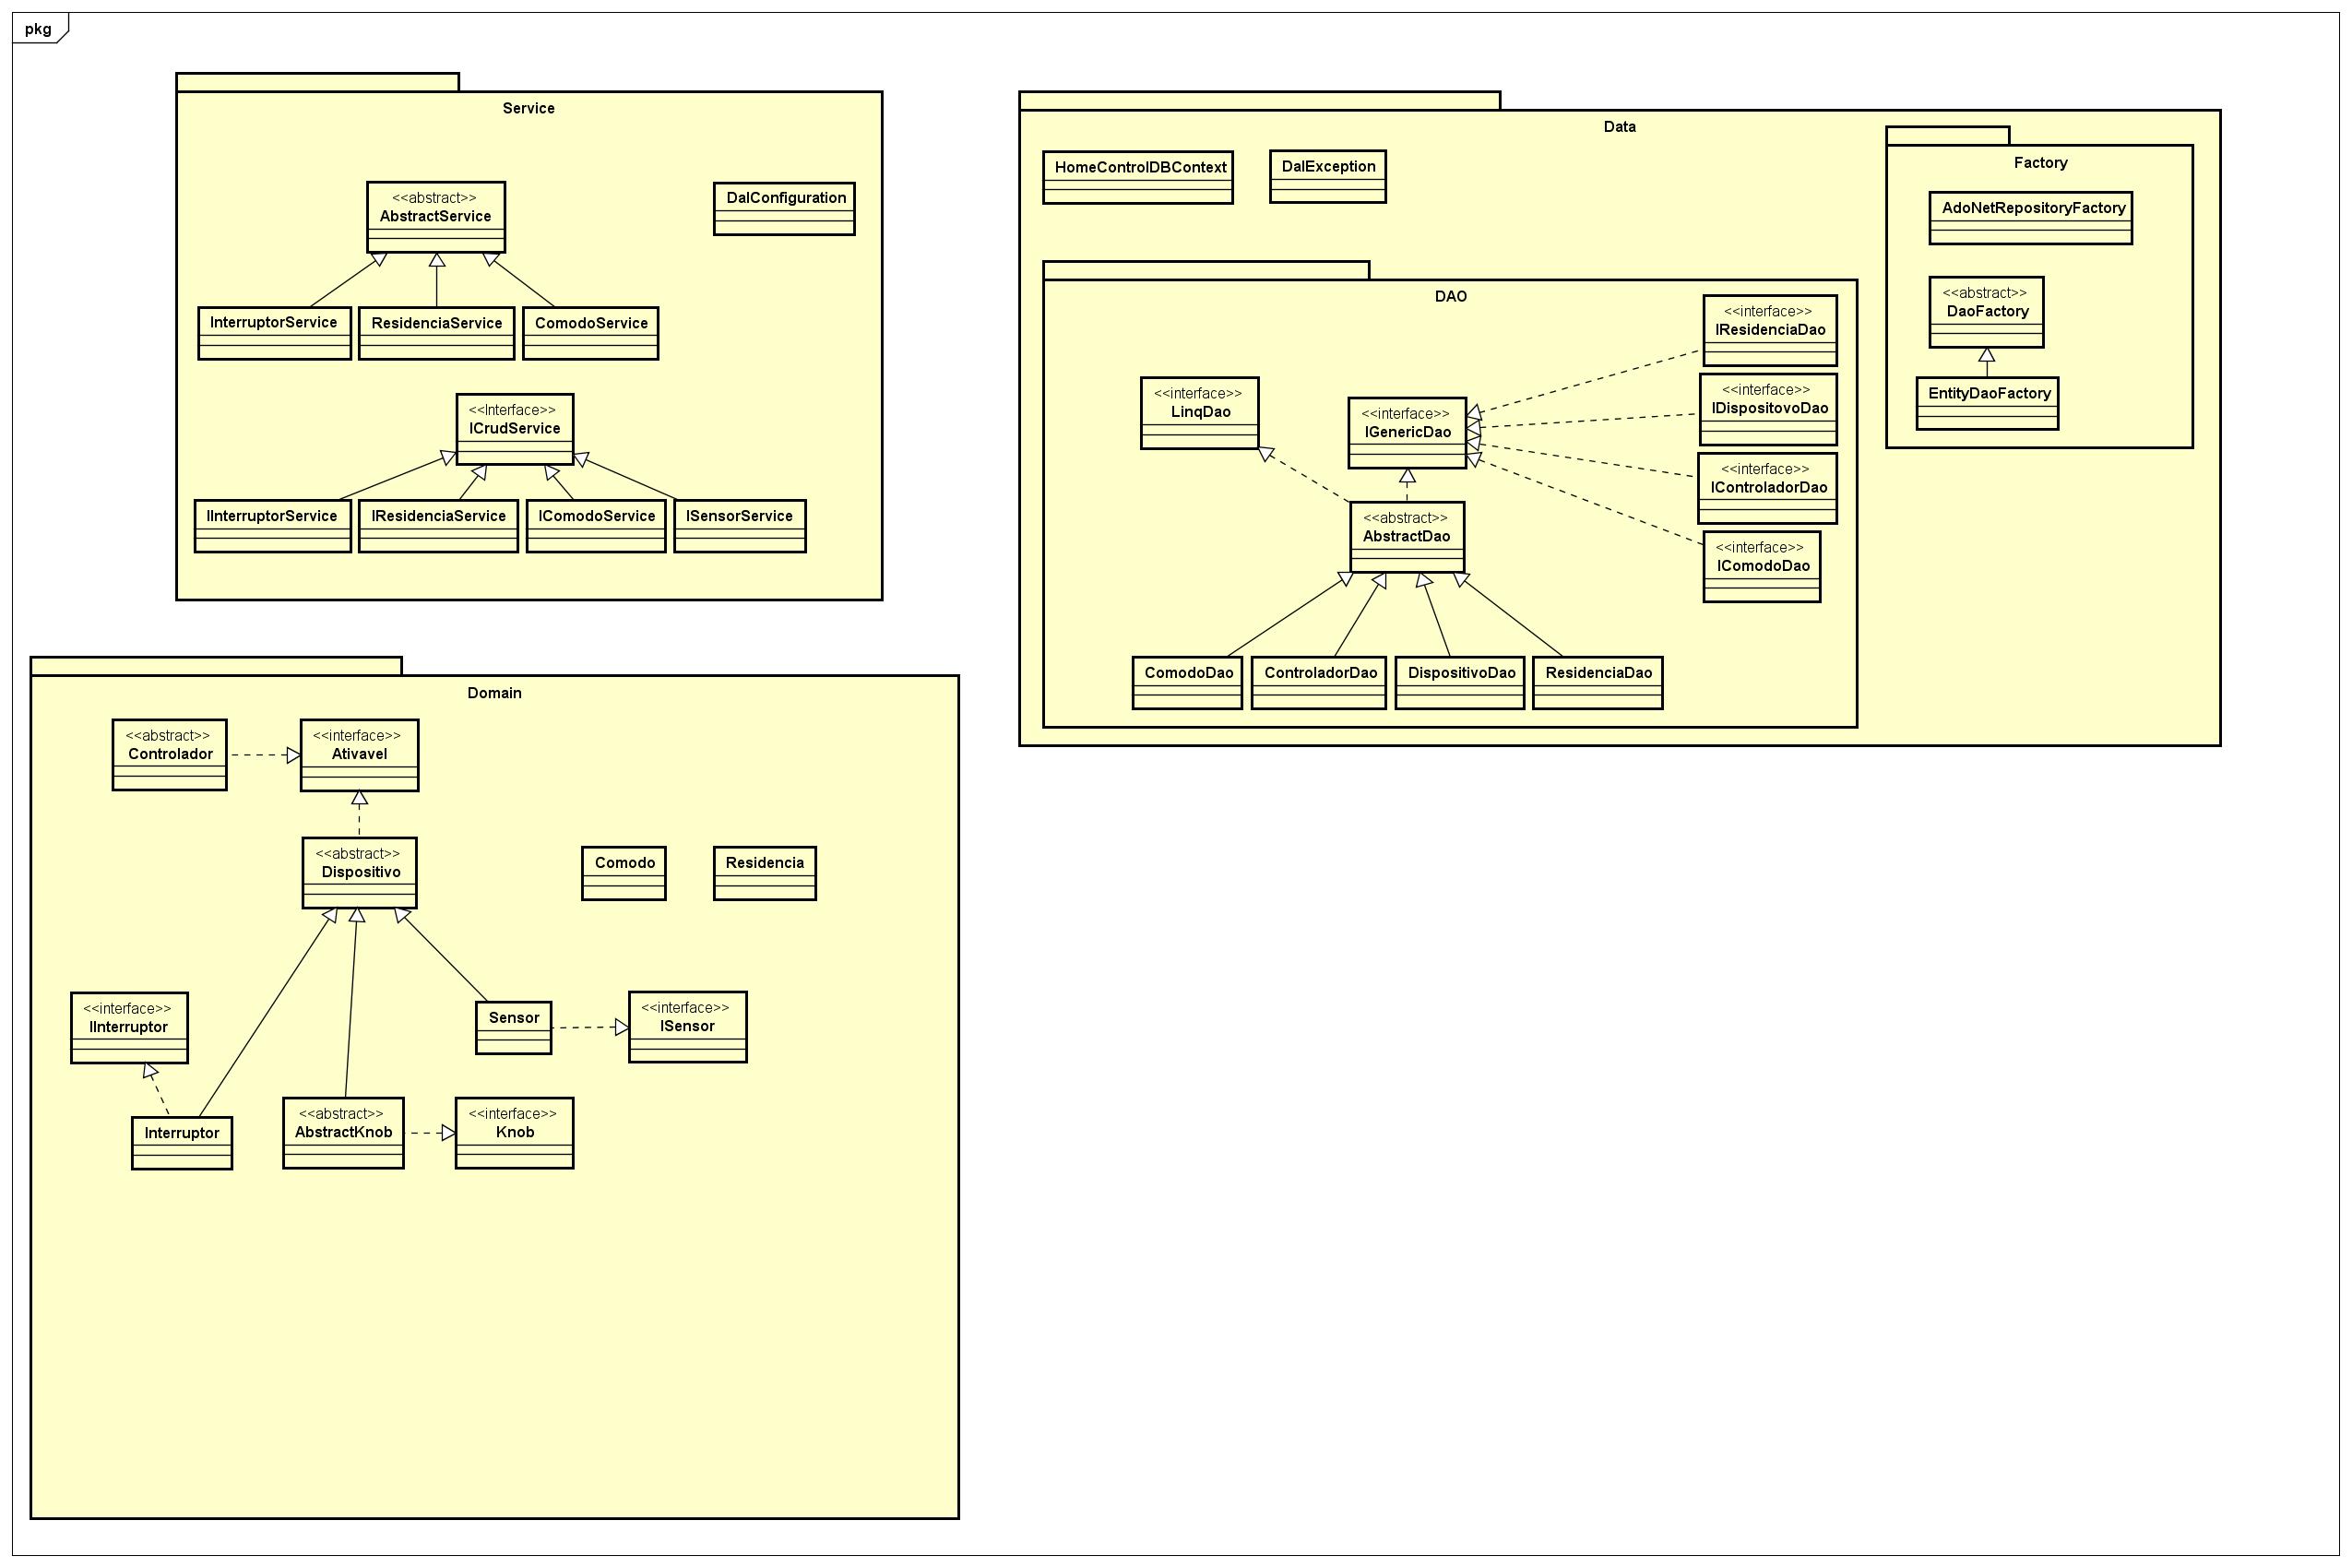 pkg
Service
<<abstract>>
AbstractService
DalConfiguration
InterruptorService
ResidenciaService
ComodoService
<<Interface>>
ICrudService
IInterruptorService
IResidenciaService
IComodoService
ISensorService
Data
HomeControlDBContext
DalException
Factory
AdoNetRepositoryFactory
<<abstract>>
DaoFactory
EntityDaoFactory
DAO
<<interface>>
IResidenciaDao
<<interface>>
LinqDao
<<interface>>
IGenericDao
<<interface>>
IDispositovoDao
<<interface>>
IControladorDao
<<abstract>>
AbstractDao
<<interface>>
IComodoDao
ComodoDao
ControladorDao
DispositivoDao
ResidenciaDao
Domain
<<abstract>>
Controlador
<<interface>>
Ativavel
<<abstract>>
Dispositivo
Comodo
Residencia
<<interface>>
IInterruptor
Sensor
<<interface>>
ISensor
Interruptor
<<abstract>>
AbstractKnob
<<interface>>
Knob